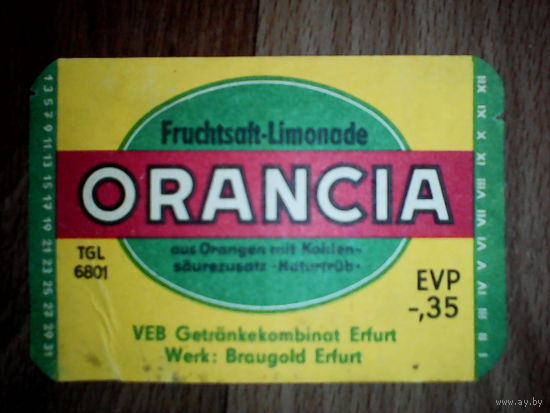 Fruchtsaft-Limonade
ORANCIA
aus Orangen mit Kohlen-
säurezusatz -Naturtrüb-
TGL
6801
EVP
-,35
VEB Getränkekombinat Erfurt
Werk: Braugold Erfurt
1 3 5 7 9 11 13 15 17 19 21 23 25 27 29 31
I II III IV V VI VII VIII IX X XI XII
www.ay.by